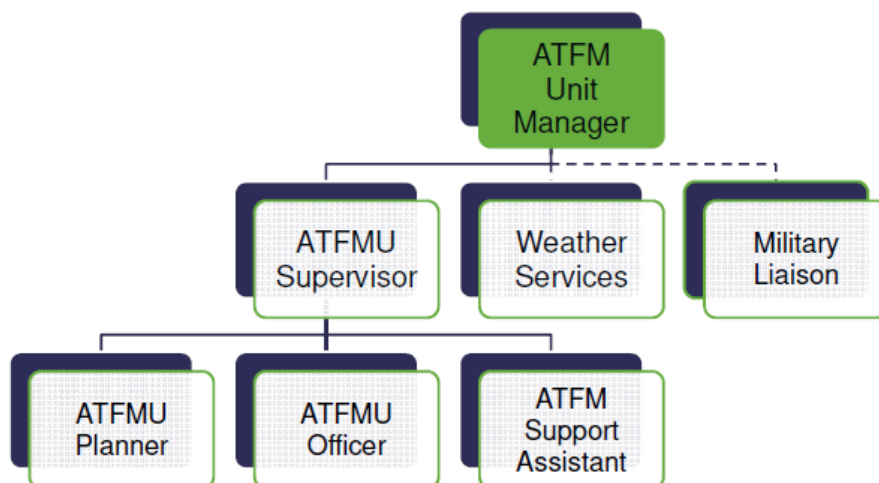 ATFM
Unit
Manager
ATFMU
Supervisor
Weather
Services
Military
Liaison
ATFMU
Planner
ATFMU
Officer
ATFM
Support
Assistant